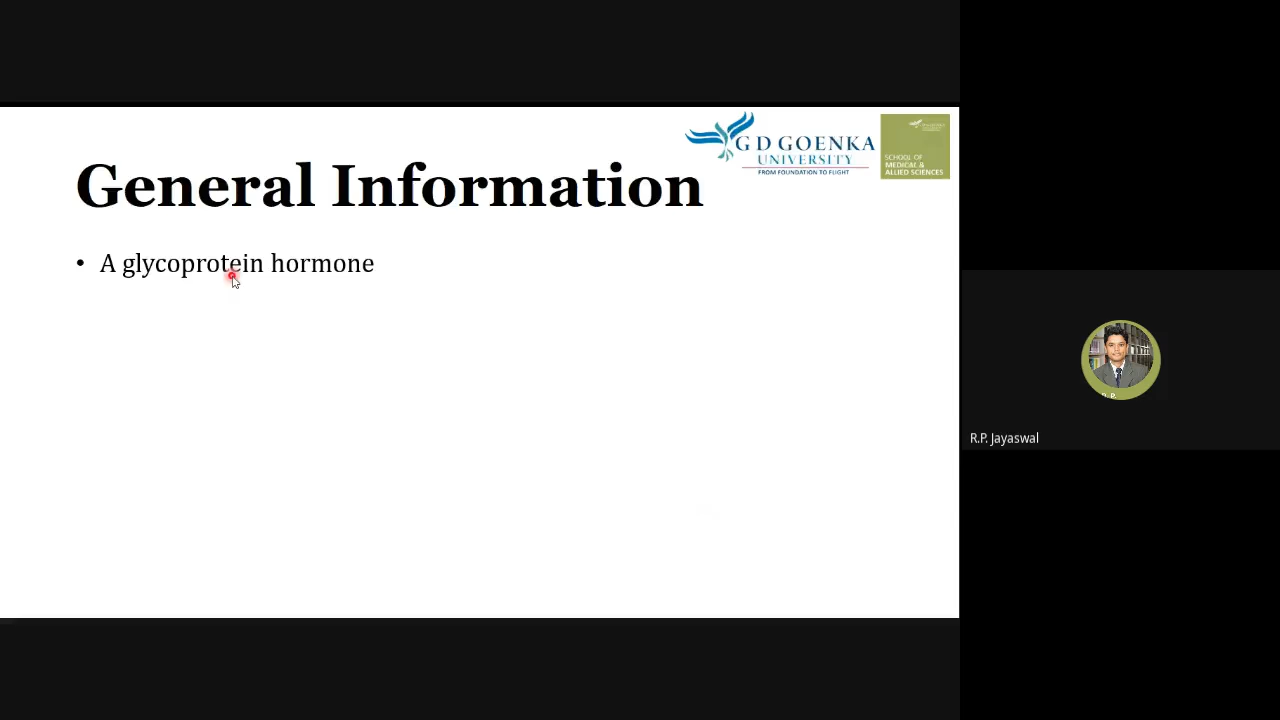 G D GOENKA
UNIVERSITY
FROM FOUNDATION TO FLIGHT
SCHOOL OF
MEDICAL &
ALLIED SCIENCES
General Information
• A glycoprotein hormone
R.P. Jayaswal